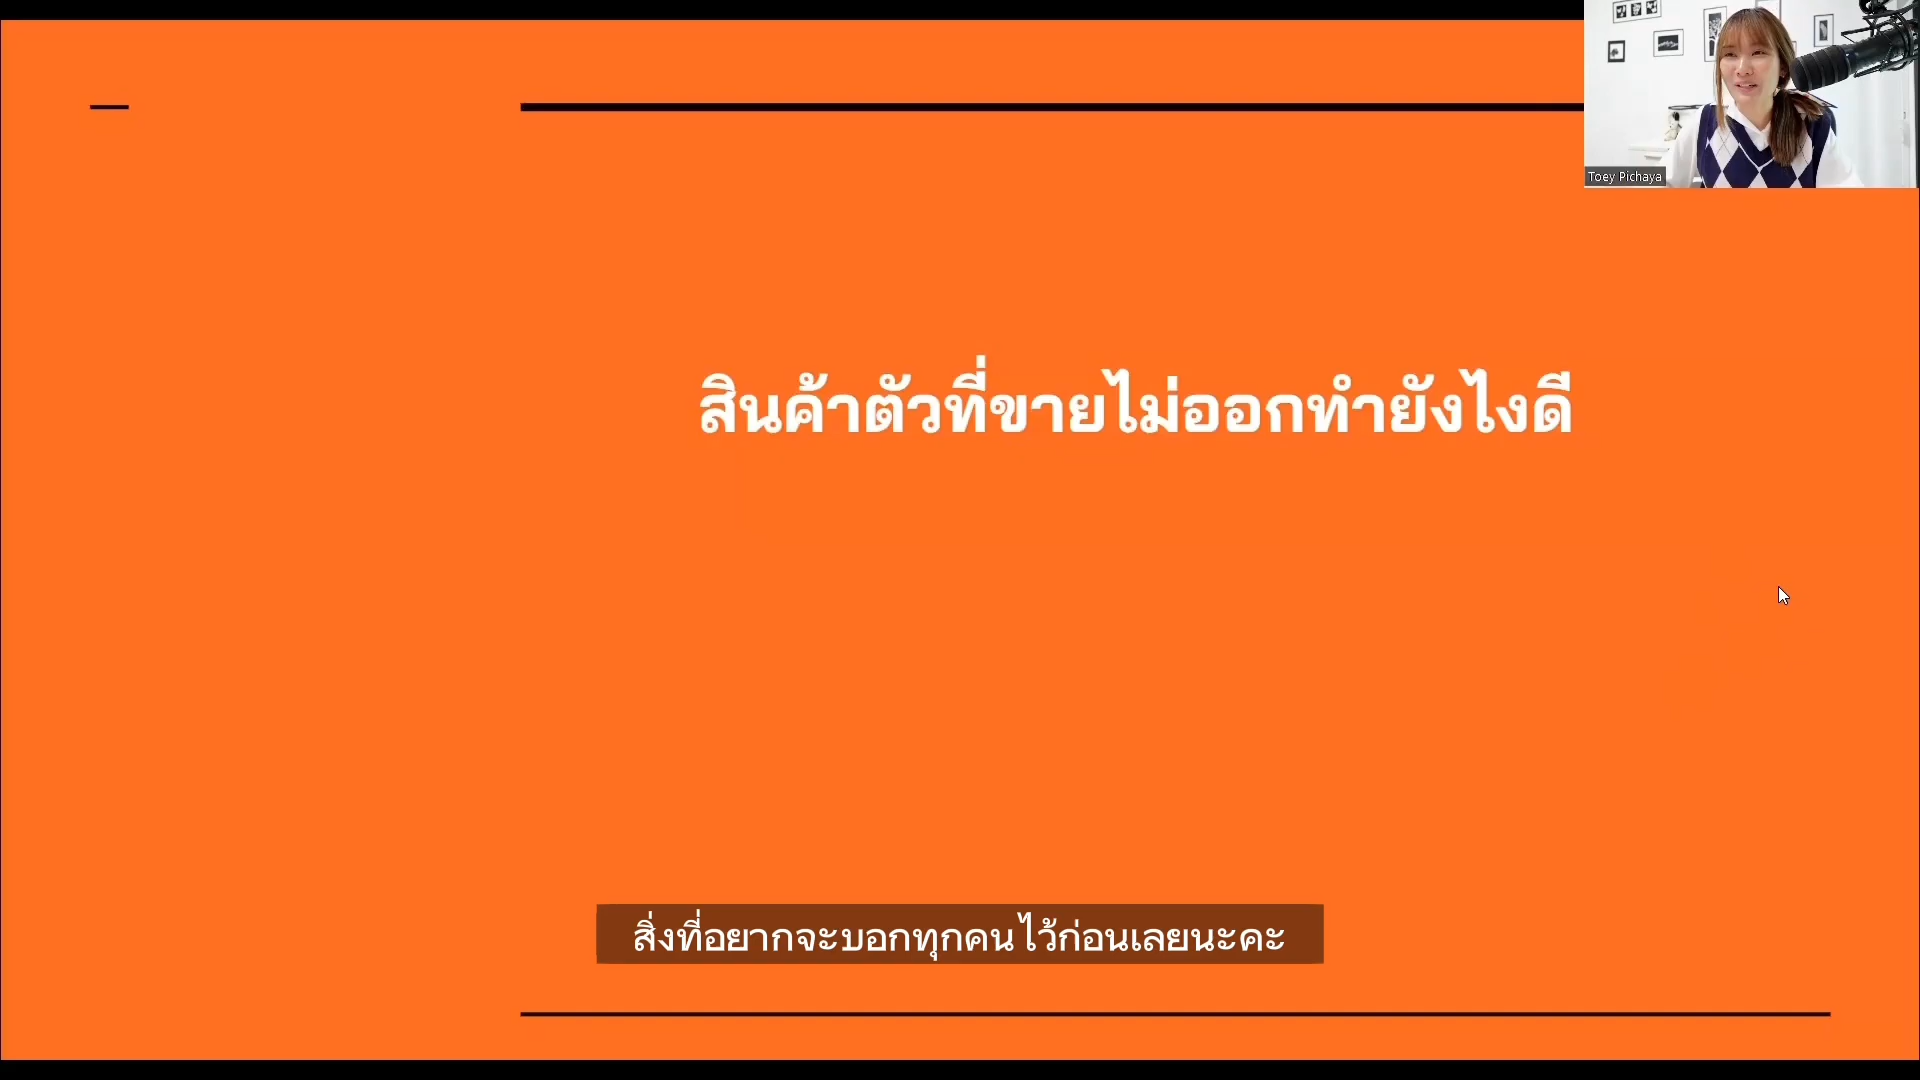 Toey Pichaya
สินค้าตัวที่ขายไม่ออกทำยังไงดี
สิ่งที่อยากจะบอกทุกคนไว้ก่อนเลยนะคะ